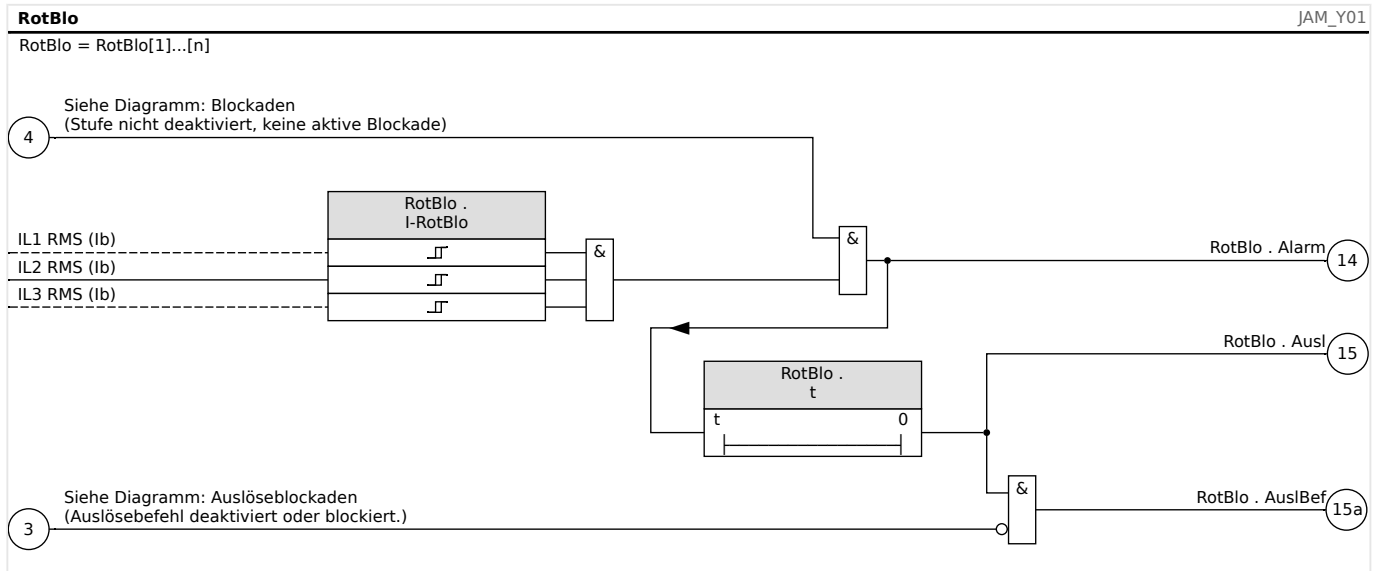 RotBlo
JAM_Y01
RotBlo = RotBlo[1]...[n]
Siehe Diagramm: Blockaden
(Stufe nicht deaktiviert, keine aktive Blockade)
4
RotBlo .
I-RotBlo
IL1 RMS (Ib)
IL2 RMS (Ib)
IL3 RMS (Ib)
&
&
RotBlo . Alarm
14
RotBlo . Ausl
15
RotBlo .
t
t 0
Siehe Diagramm: Auslöseblockaden
(Auslösebefehl deaktiviert oder blockiert.)
3
&
RotBlo . AuslBef
15a